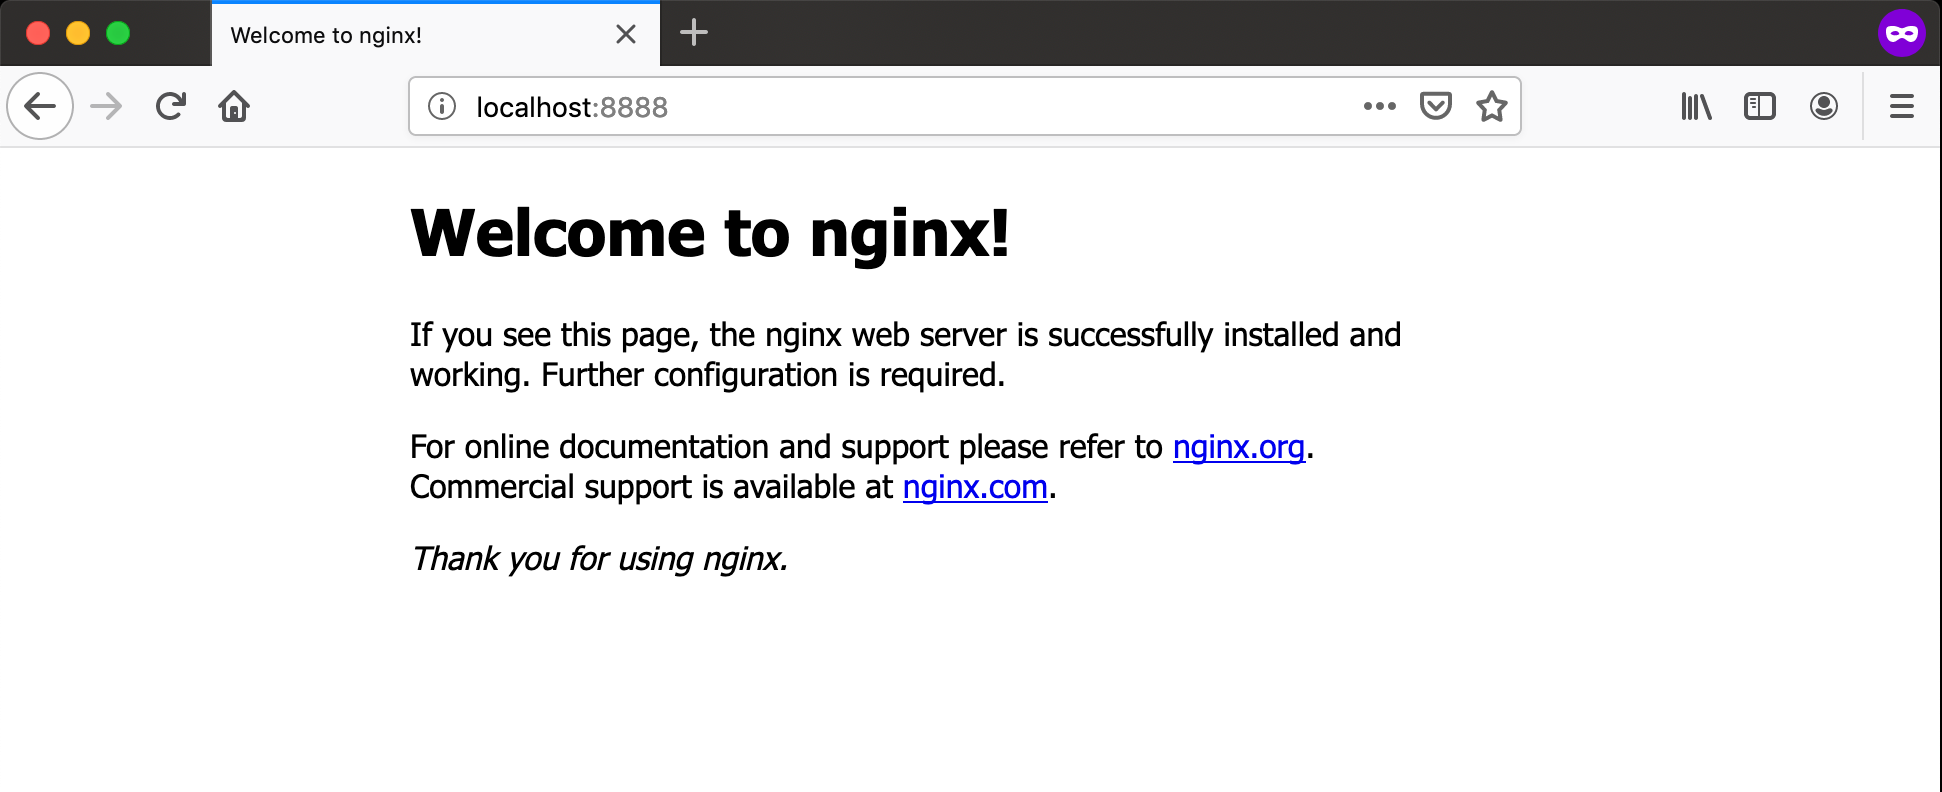 Welcome to nginx!
localhost:8888
Welcome to nginx!
If you see this page, the nginx web server is successfully installed and
working. Further configuration is required.
For online documentation and support please refer to nginx.org.
Commercial support is available at nginx.com.
Thank you for using nginx.